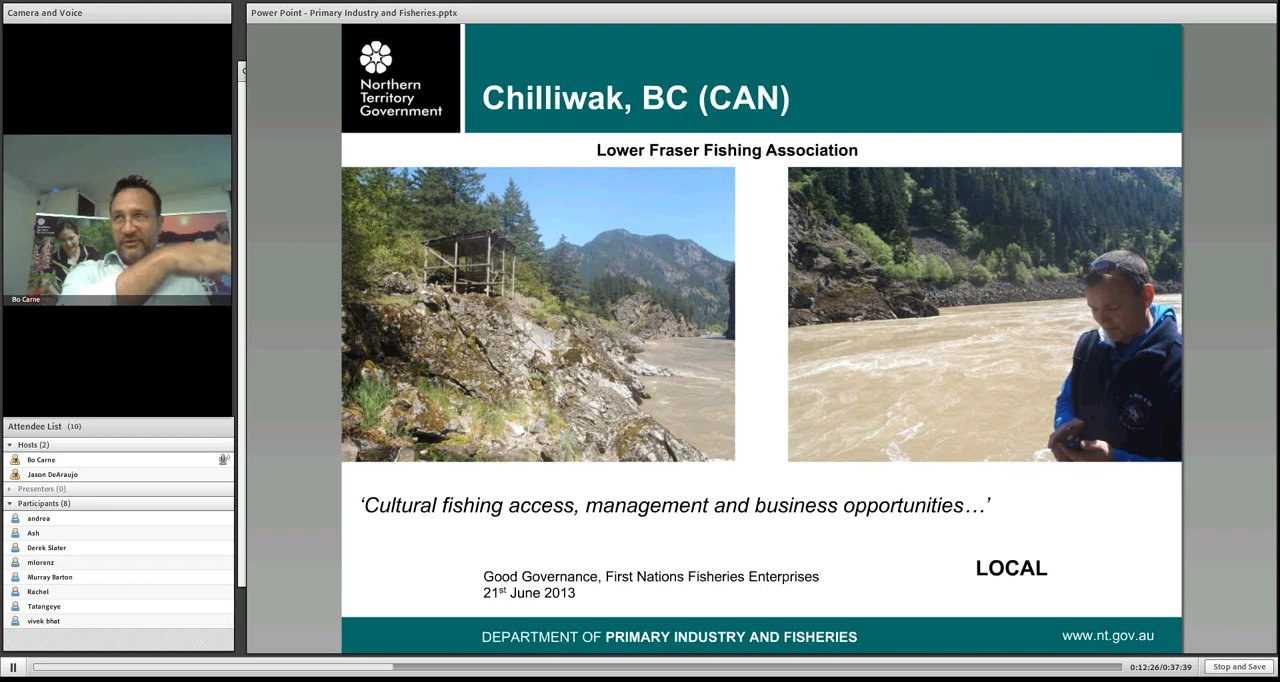 Camera and Voice
Power Point - Primary Industry and Fisheries.pptx
Northern
Territory
Government
Chilliwak, BC (CAN)
Lower Fraser Fishing Association
Bo Carne
Attendee List (10)
Hosts (2)
Bo Carne
Jason DeAraujo
Presenters (0)
Participants (8)
andrea
Ash
Derek Slater
mlorenz
Murray Barton
Rachel
Tatangeye
vivek bhat
‘Cultural fishing access, management and business opportunities…’
LOCAL
Good Governance, First Nations Fisheries Enterprises
21st June 2013
DEPARTMENT OF PRIMARY INDUSTRY AND FISHERIES
www.nt.gov.au
0:12:26/0:37:39
Stop and Save